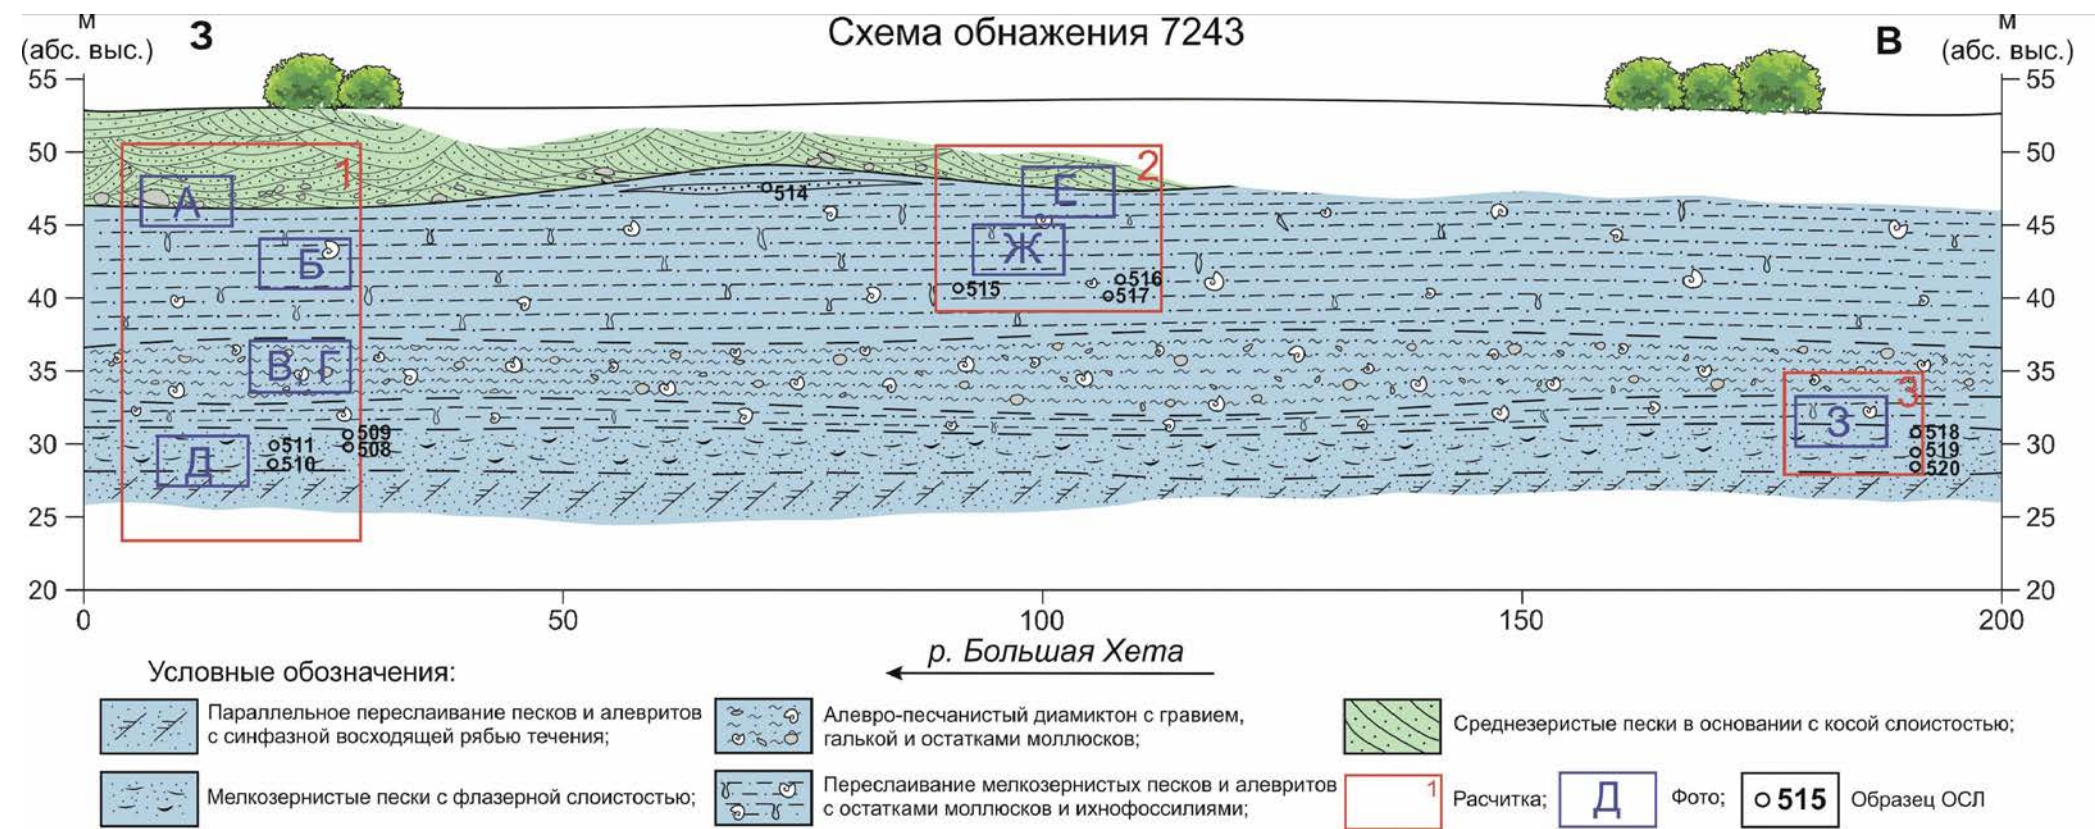 м З Схема обнажения 7243 В м
(абс. выс.) (абс. выс.)
55 55
50 50
1 2
А Е
514
45 45
Б Ж
516
515
517
40 40
35 35
В, Г
3
З
509 518
511
30 30
508 519
Д
510 520
25 25
20 20
0 50 100 150 200
р. Большая Хета
Условные обозначения:
Параллельное переслаивание песков и алевритов
с синфазной восходящей рябью течения;
Мелкозернистые пески с флазерной слоистостью;
Алевро-песчанистый диамиктон с гравием,
галькой и остатками моллюсков;
Переслаивание мелкозернистых песков и алевритов
с остатками моллюсков и ихнофоссилиями;
Среднезеристые пески в основании с косой слоистостью;
1 Расчитка; Д Фото; 515 Образец ОСЛ